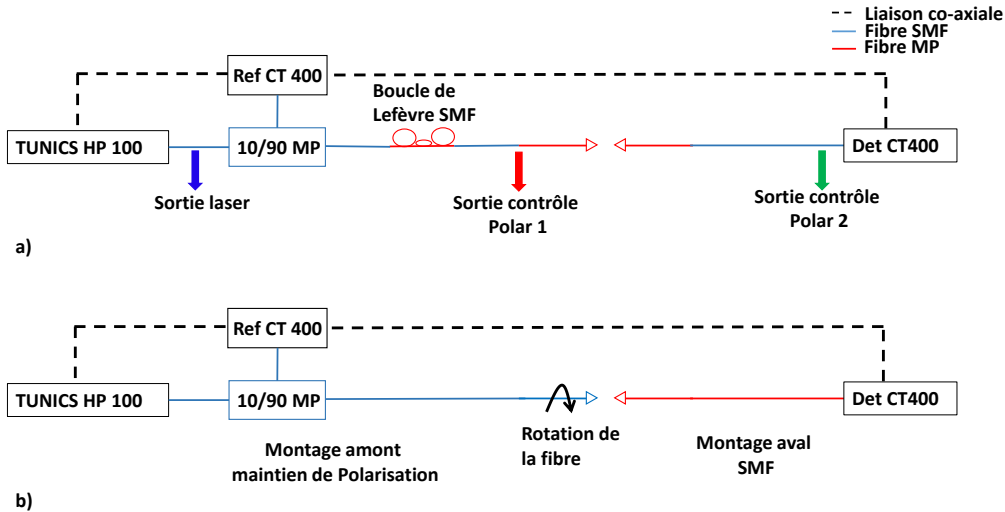 Liaison co-axiale
Fibre SMF
Fibre MP
Ref CT 400
Boucle de
Lefèvre SMF
TUNICS HP 100
10/90 MP
Det CT400
Sortie laser
Sortie contrôle
Polar 1
Sortie contrôle
Polar 2
a)
Ref CT 400
TUNICS HP 100
10/90 MP
Det CT400
Rotation de
la fibre
Montage amont
maintien de Polarisation
Montage aval
SMF
b)